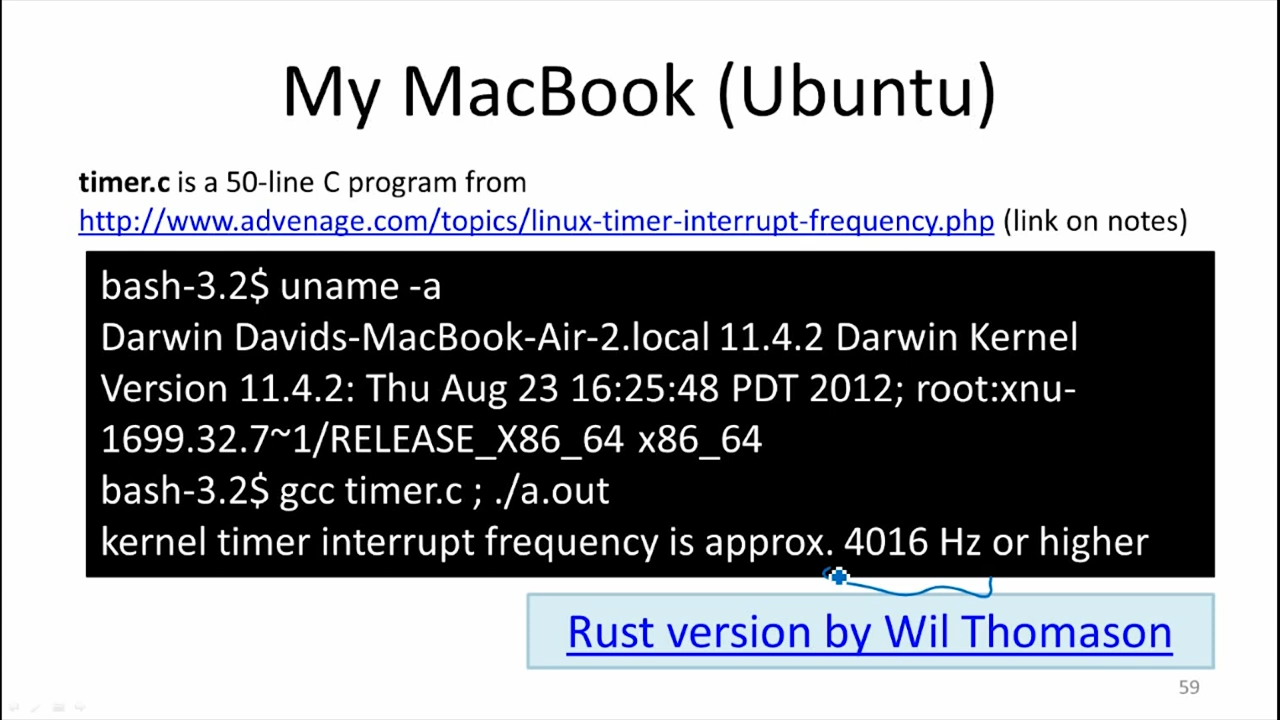 My MacBook (Ubuntu)
timer.c is a 50-line C program from
http://www.advenage.com/topics/linux-timer-interrupt-frequency.php (link on notes)
bash-3.2$ uname -a
Darwin Davids-MacBook-Air-2.local 11.4.2 Darwin Kernel
Version 11.4.2: Thu Aug 23 16:25:48 PDT 2012; root:xnu-
1699.32.7~1/RELEASE_X86_64 x86_64
bash-3.2$ gcc timer.c ; ./a.out
kernel timer interrupt frequency is approx. 4016 Hz or higher
Rust version by Wil Thomason
59